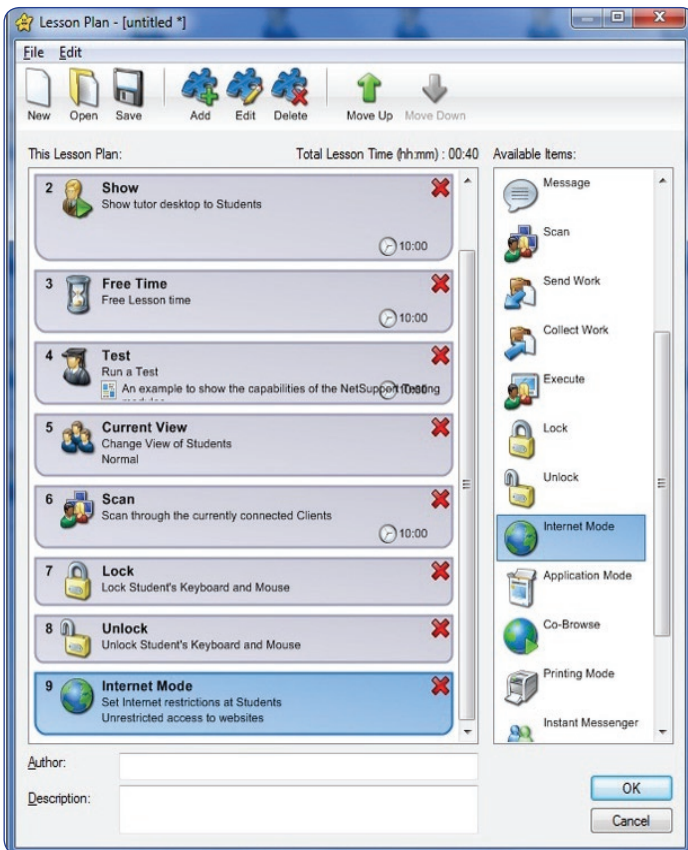 Lesson Plan - [untitled *]
File Edit
New Open Save Add Edit Delete Move Up Move Down
This Lesson Plan: Total Lesson Time (hh:mm) : 00:40 Available Items:
2 Show
Show tutor desktop to Students
10:00
3 Free Time
Free Lesson time
10:00
4 Test
Run a Test
An example to show the capabilities of the NetSupport Testing
5 Current View
Change View of Students
Normal
6 Scan
Scan through the currently connected Clients
10:00
7 Lock
Lock Student's Keyboard and Mouse
8 Unlock
Unlock Student's Keyboard and Mouse
9 Internet Mode
Set Internet restrictions at Students
Unrestricted access to websites
Message
Scan
Send Work
Collect Work
Execute
Lock
Unlock
Internet Mode
Application Mode
Co-Browse
Printing Mode
Instant Messenger
Author:
Description:
OK
Cancel